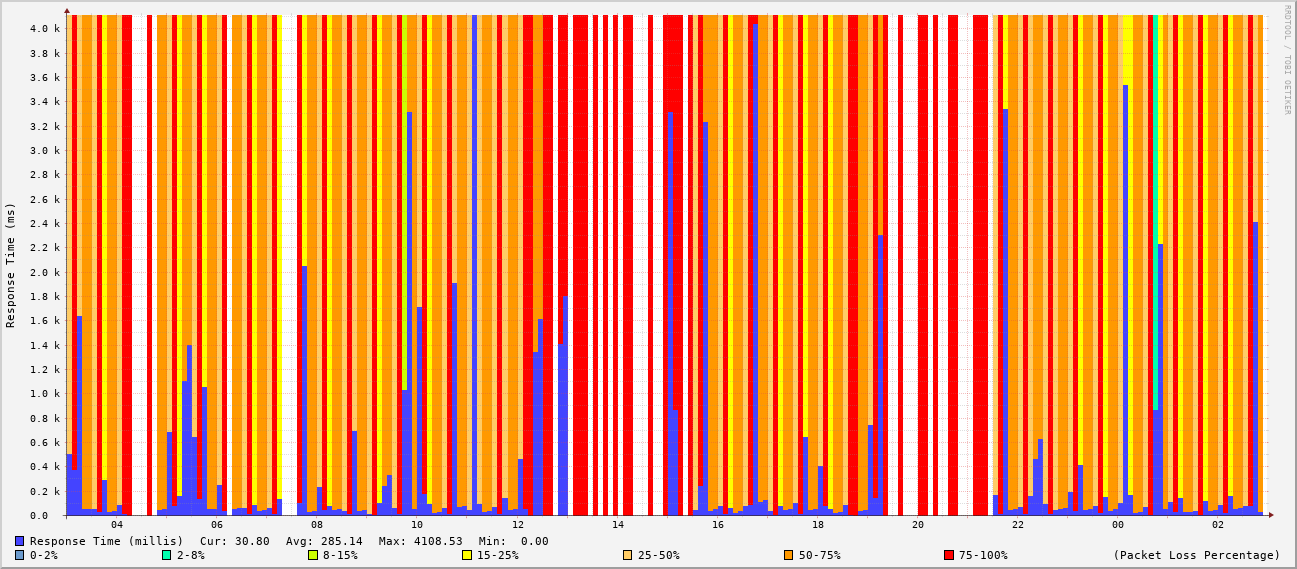 RRDTOOL / TOBI OETIKER
Response Time (ms)
4.0 k
3.8 k
3.6 k
3.4 k
3.2 k
3.0 k
2.8 k
2.6 k
2.4 k
2.2 k
2.0 k
1.8 k
1.6 k
1.4 k
1.2 k
1.0 k
0.8 k
0.6 k
0.4 k
0.2 k
0.0
04 06 08 10 12 14 16 18 20 22 00 02
Response Time (millis) Cur: 30.80 Avg: 285.14 Max: 4108.53 Min: 0.00
0-2% 2-8% 8-15% 15-25% 25-50% 50-75% 75-100% (Packet Loss Percentage)